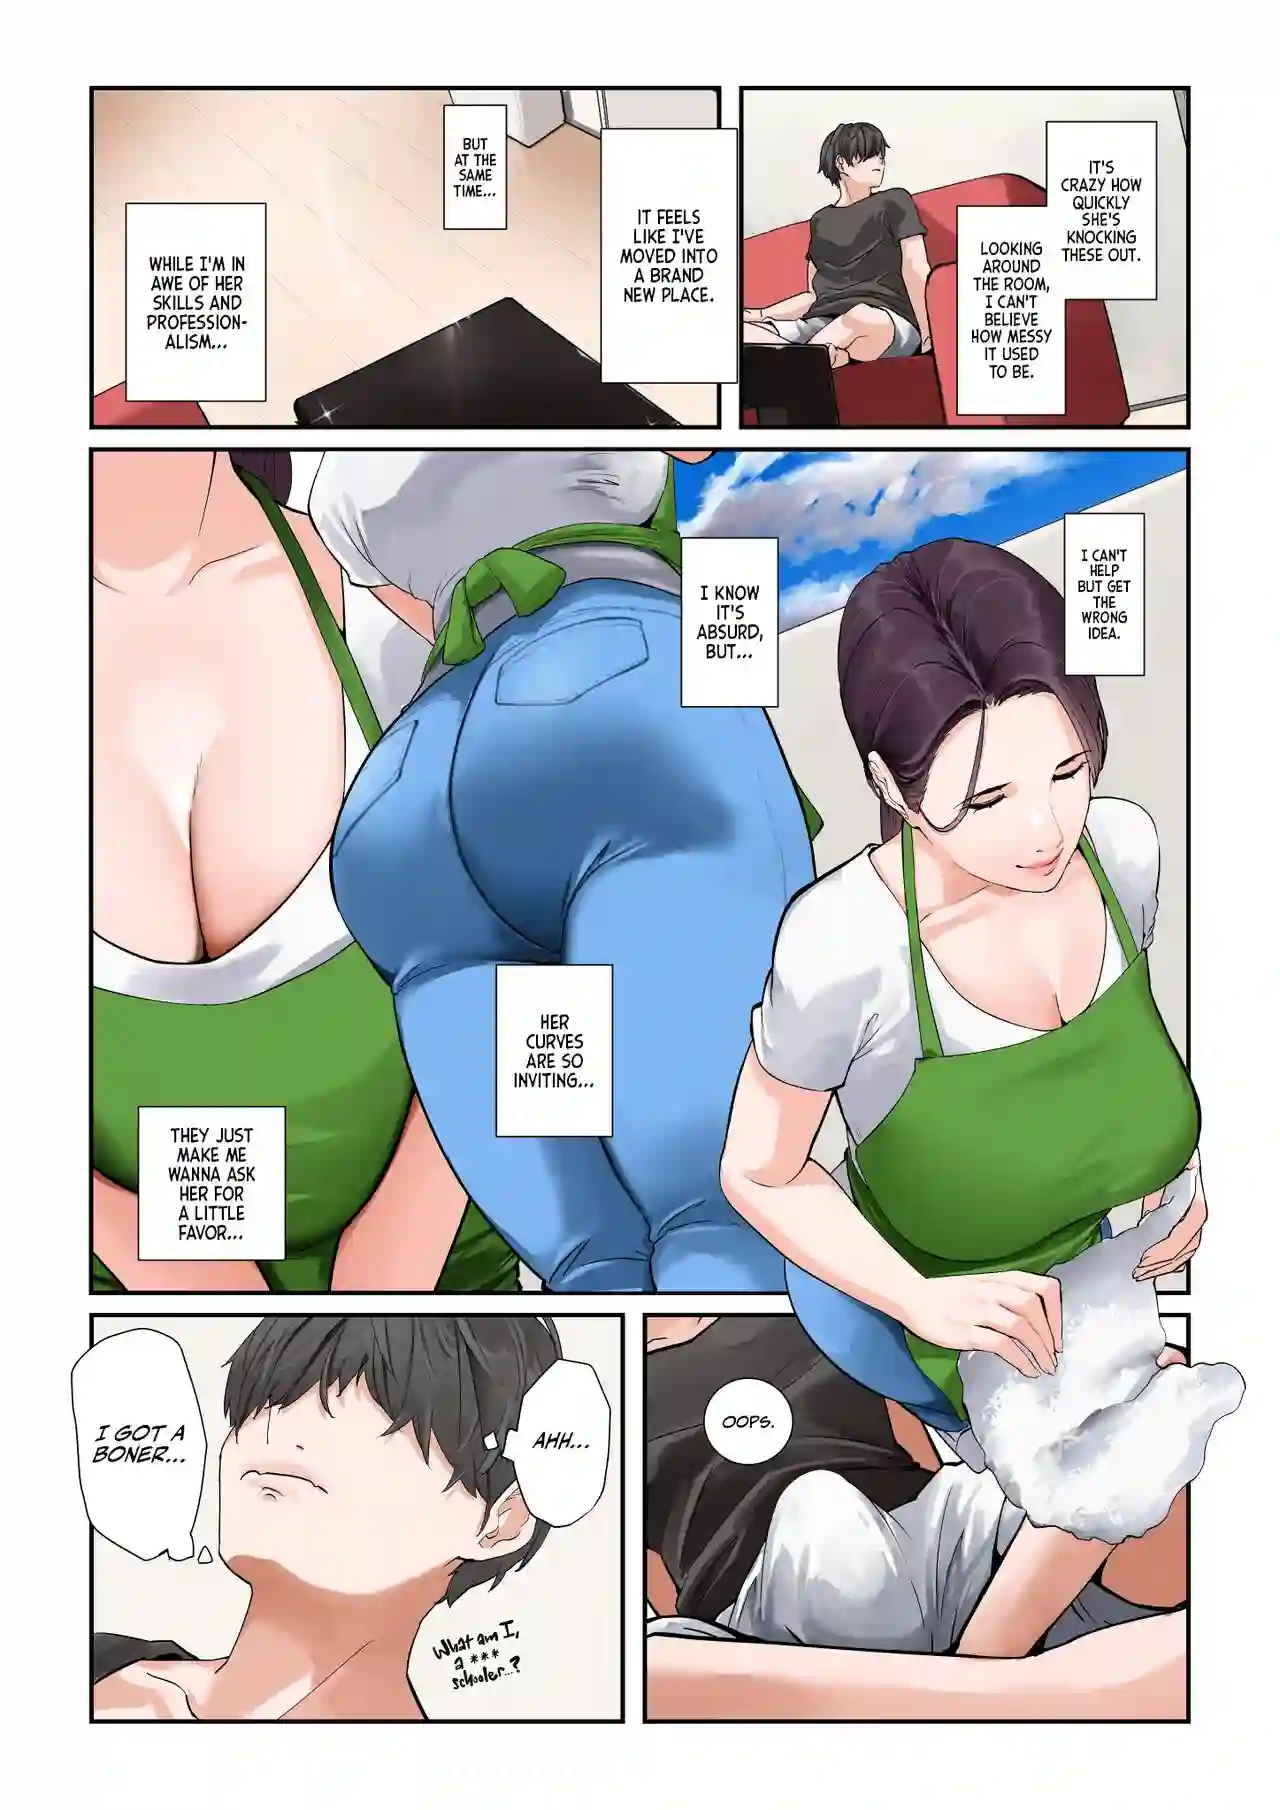 IT'S
CRAZY HOW
QUICKLY
SHE'S
KNOCKING
THESE OUT.
LOOKING
AROUND
THE ROOM,
I CAN'T
BELIEVE
HOW MESSY
IT USED
TO BE.
IT FEELS
LIKE I'VE
MOVED INTO
A BRAND
NEW PLACE.
BUT
AT THE
SAME
TIME...
WHILE I'M IN
AWE OF HER
SKILLS AND
PROFESSION-
ALISM...
I CAN'T
HELP
BUT GET
THE
WRONG
IDEA.
I KNOW
IT'S
ABSURD,
BUT...
HER
CURVES
ARE SO
INVITING...
THEY JUST
MAKE ME
WANNA ASK
HER FOR
A LITTLE
FAVOR...
OOPS.
AHH...
I GOT A
BONER...
What am I,
a ***
schooler...?